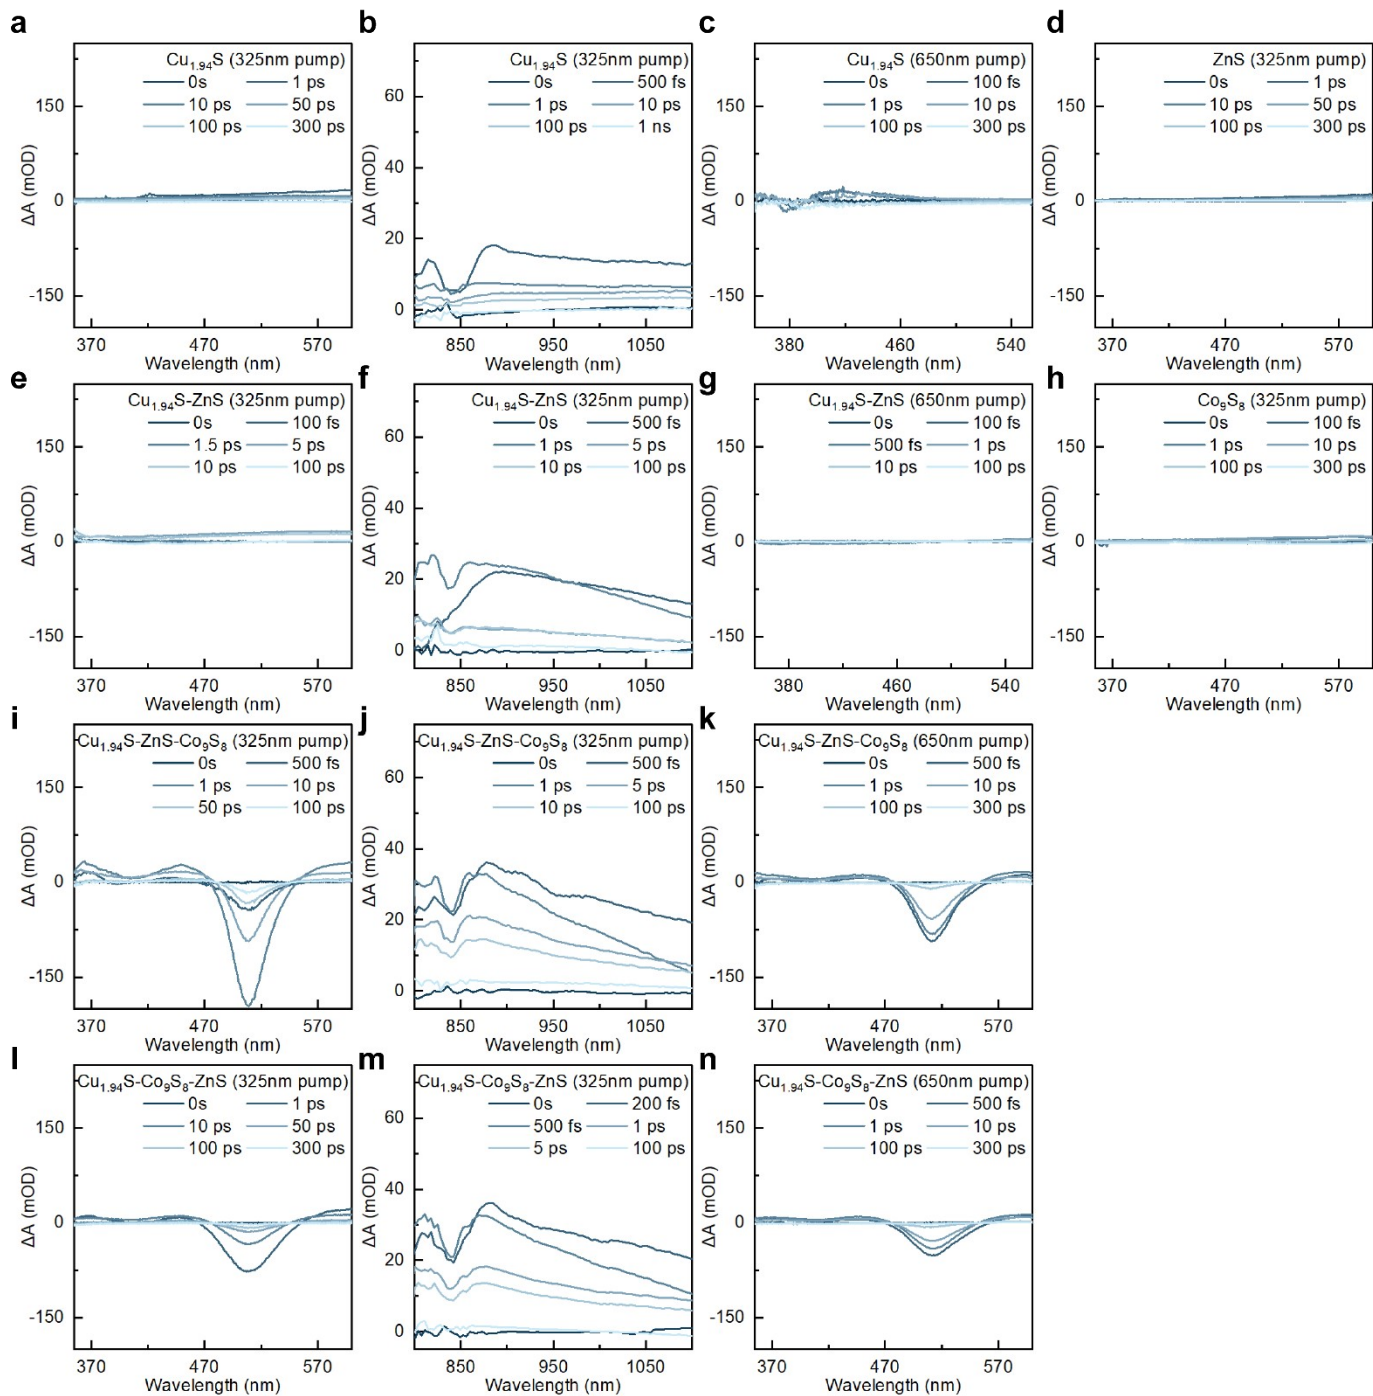 a
Cu₁.₉₄S (325nm pump)
0s 1 ps
10 ps 50 ps
100 ps 300 ps
ΔA (mOD)
150
0
-150
370 470 570
Wavelength (nm)
b
Cu₁.₉₄S (325nm pump)
0s 500 fs
1 ps 10 ps
100 ps 1 ns
ΔA (mOD)
60
40
20
0
850 950 1050
Wavelength (nm)
c
Cu₁.₉₄S (650nm pump)
0s 100 fs
1 ps 10 ps
100 ps 300 ps
ΔA (mOD)
150
0
-150
380 460 540
Wavelength (nm)
d
ZnS (325nm pump)
0s 1 ps
10 ps 50 ps
100 ps 300 ps
ΔA (mOD)
150
0
-150
370 470 570
Wavelength (nm)
e
Cu₁.₉₄S-ZnS (325nm pump)
0s 100 fs
1.5 ps 5 ps
10 ps 100 ps
ΔA (mOD)
150
0
-150
370 470 570
Wavelength (nm)
f
Cu₁.₉₄S-ZnS (325nm pump)
0s 500 fs
1 ps 5 ps
10 ps 100 ps
ΔA (mOD)
60
40
20
0
850 950 1050
Wavelength (nm)
g
Cu₁.₉₄S-ZnS (650nm pump)
0s 100 fs
500 fs 1 ps
10 ps 100 ps
ΔA (mOD)
150
0
-150
380 460 540
Wavelength (nm)
h
Co₉S₈ (325nm pump)
0s 100 fs
1 ps 10 ps
100 ps 300 ps
ΔA (mOD)
150
0
-150
370 470 570
Wavelength (nm)
i
Cu₁.₉₄S-ZnS-Co₉S₈ (325nm pump)
0s 500 fs
1 ps 10 ps
50 ps 100 ps
ΔA (mOD)
150
0
-150
370 470 570
Wavelength (nm)
j
Cu₁.₉₄S-ZnS-Co₉S₈ (325nm pump)
0s 500 fs
1 ps 5 ps
10 ps 100 ps
ΔA (mOD)
60
40
20
0
850 950 1050
Wavelength (nm)
k
Cu₁.₉₄S-ZnS-Co₉S₈ (650nm pump)
0s 500 fs
1 ps 10 ps
100 ps 300 ps
ΔA (mOD)
150
0
-150
370 470 570
Wavelength (nm)
l
Cu₁.₉₄S-Co₉S₈-ZnS (325nm pump)
0s 1 ps
10 ps 50 ps
100 ps 300 ps
ΔA (mOD)
150
0
-150
370 470 570
Wavelength (nm)
m
Cu₁.₉₄S-Co₉S₈-ZnS (325nm pump)
0s 200 fs
500 fs 1 ps
5 ps 100 ps
ΔA (mOD)
60
40
20
0
850 950 1050
Wavelength (nm)
n
Cu₁.₉₄S-Co₉S₈-ZnS (650nm pump)
0s 500 fs
1 ps 10 ps
100 ps 300 ps
ΔA (mOD)
150
0
-150
370 470 570
Wavelength (nm)